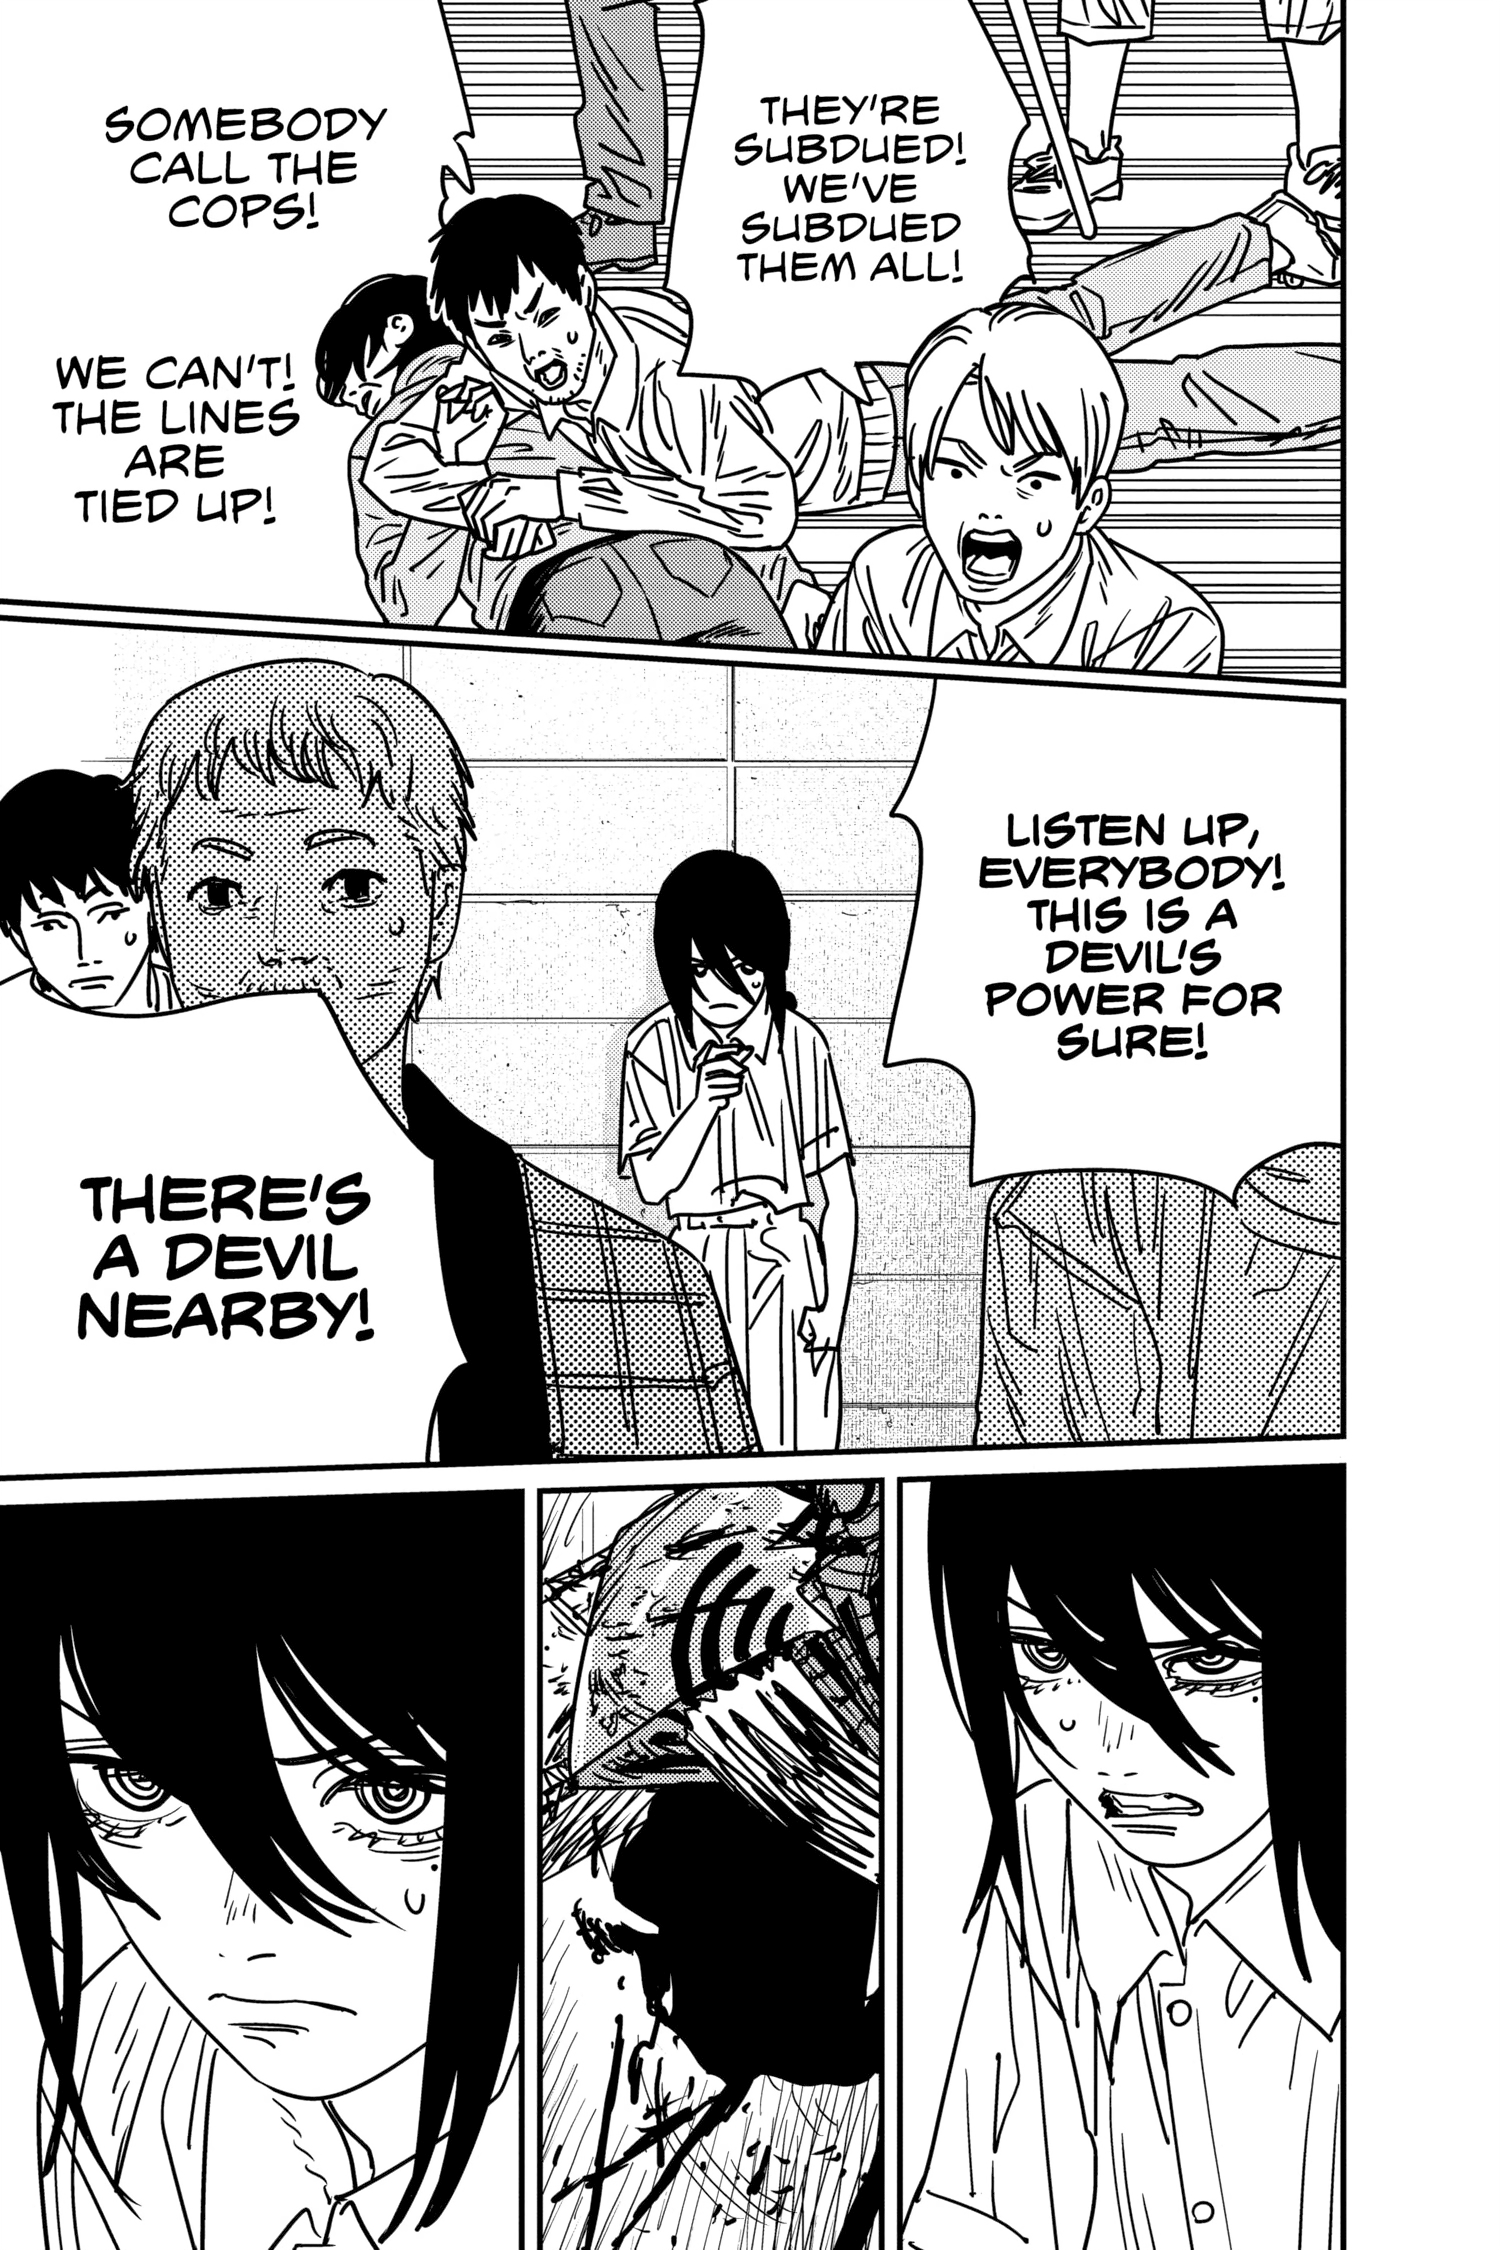 THEY'RE
SUBDUED!
WE'VE
SUBDUED
THEM ALL!
SOMEBODY
CALL THE
COPS!
WE CAN'T!
THE LINES
ARE
TIED UP!
LISTEN UP,
EVERYBODY!
THIS IS A
DEVIL'S
POWER FOR
SURE!
THERE'S
A DEVIL
NEARBY!